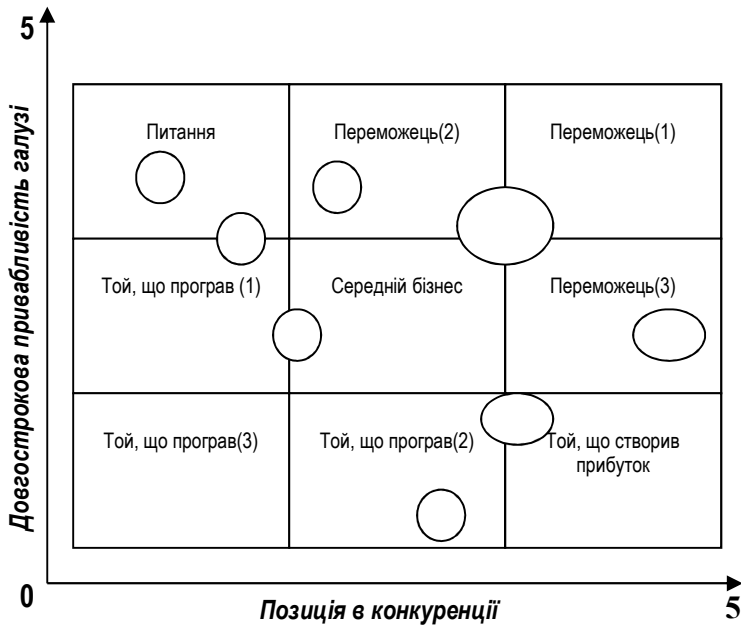 5
Довгострокова привабливість галузі
Питання
Переможець(2)
Переможець(1)
Той, що програв (1)
Середній бізнес
Переможець(3)
Той, що програв(3)
Той, що програв(2)
Той, що створив
прибуток
0
Позиція в конкуренції
5